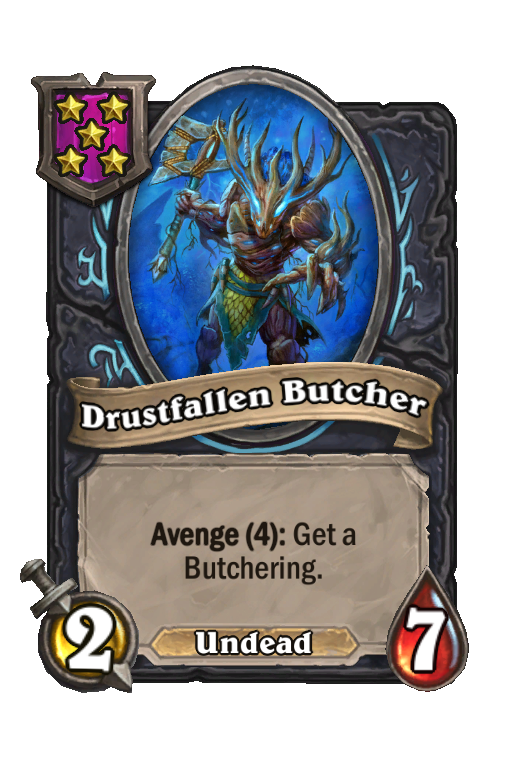 Drustfallen Butcher
Avenge (4): Get a
Butchering.
2
Undead
7